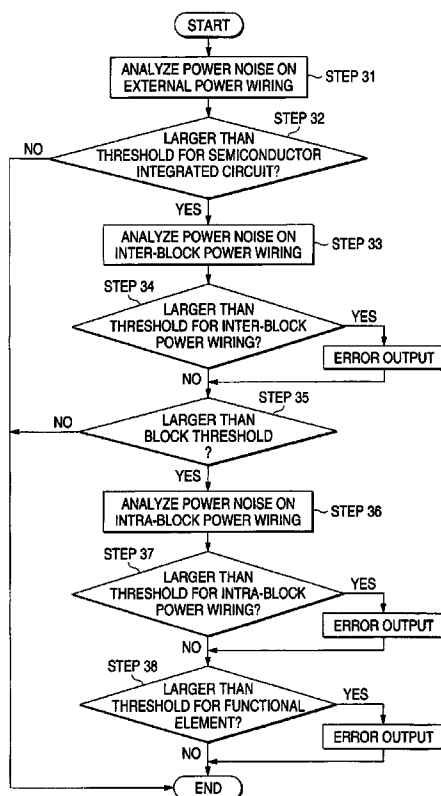 START
ANALYZE POWER NOISE ON
EXTERNAL POWER WIRING
STEP 31
STEP 32
NO
LARGER THAN
THRESHOLD FOR SEMICONDUCTOR
INTEGRATED CIRCUIT?
YES
ANALYZE POWER NOISE ON
INTER-BLOCK POWER WIRING
STEP 33
STEP 34
LARGER THAN
THRESHOLD FOR INTER-BLOCK
POWER WIRING?
YES
ERROR OUTPUT
NO
STEP 35
NO
LARGER THAN
BLOCK THRESHOLD
?
YES
ANALYZE POWER NOISE ON
INTRA-BLOCK POWER WIRING
STEP 36
STEP 37
LARGER THAN
THRESHOLD FOR INTRA-BLOCK
POWER WIRING?
YES
ERROR OUTPUT
NO
STEP 38
LARGER THAN
THRESHOLD FOR FUNCTIONAL
ELEMENT?
YES
ERROR OUTPUT
NO
END